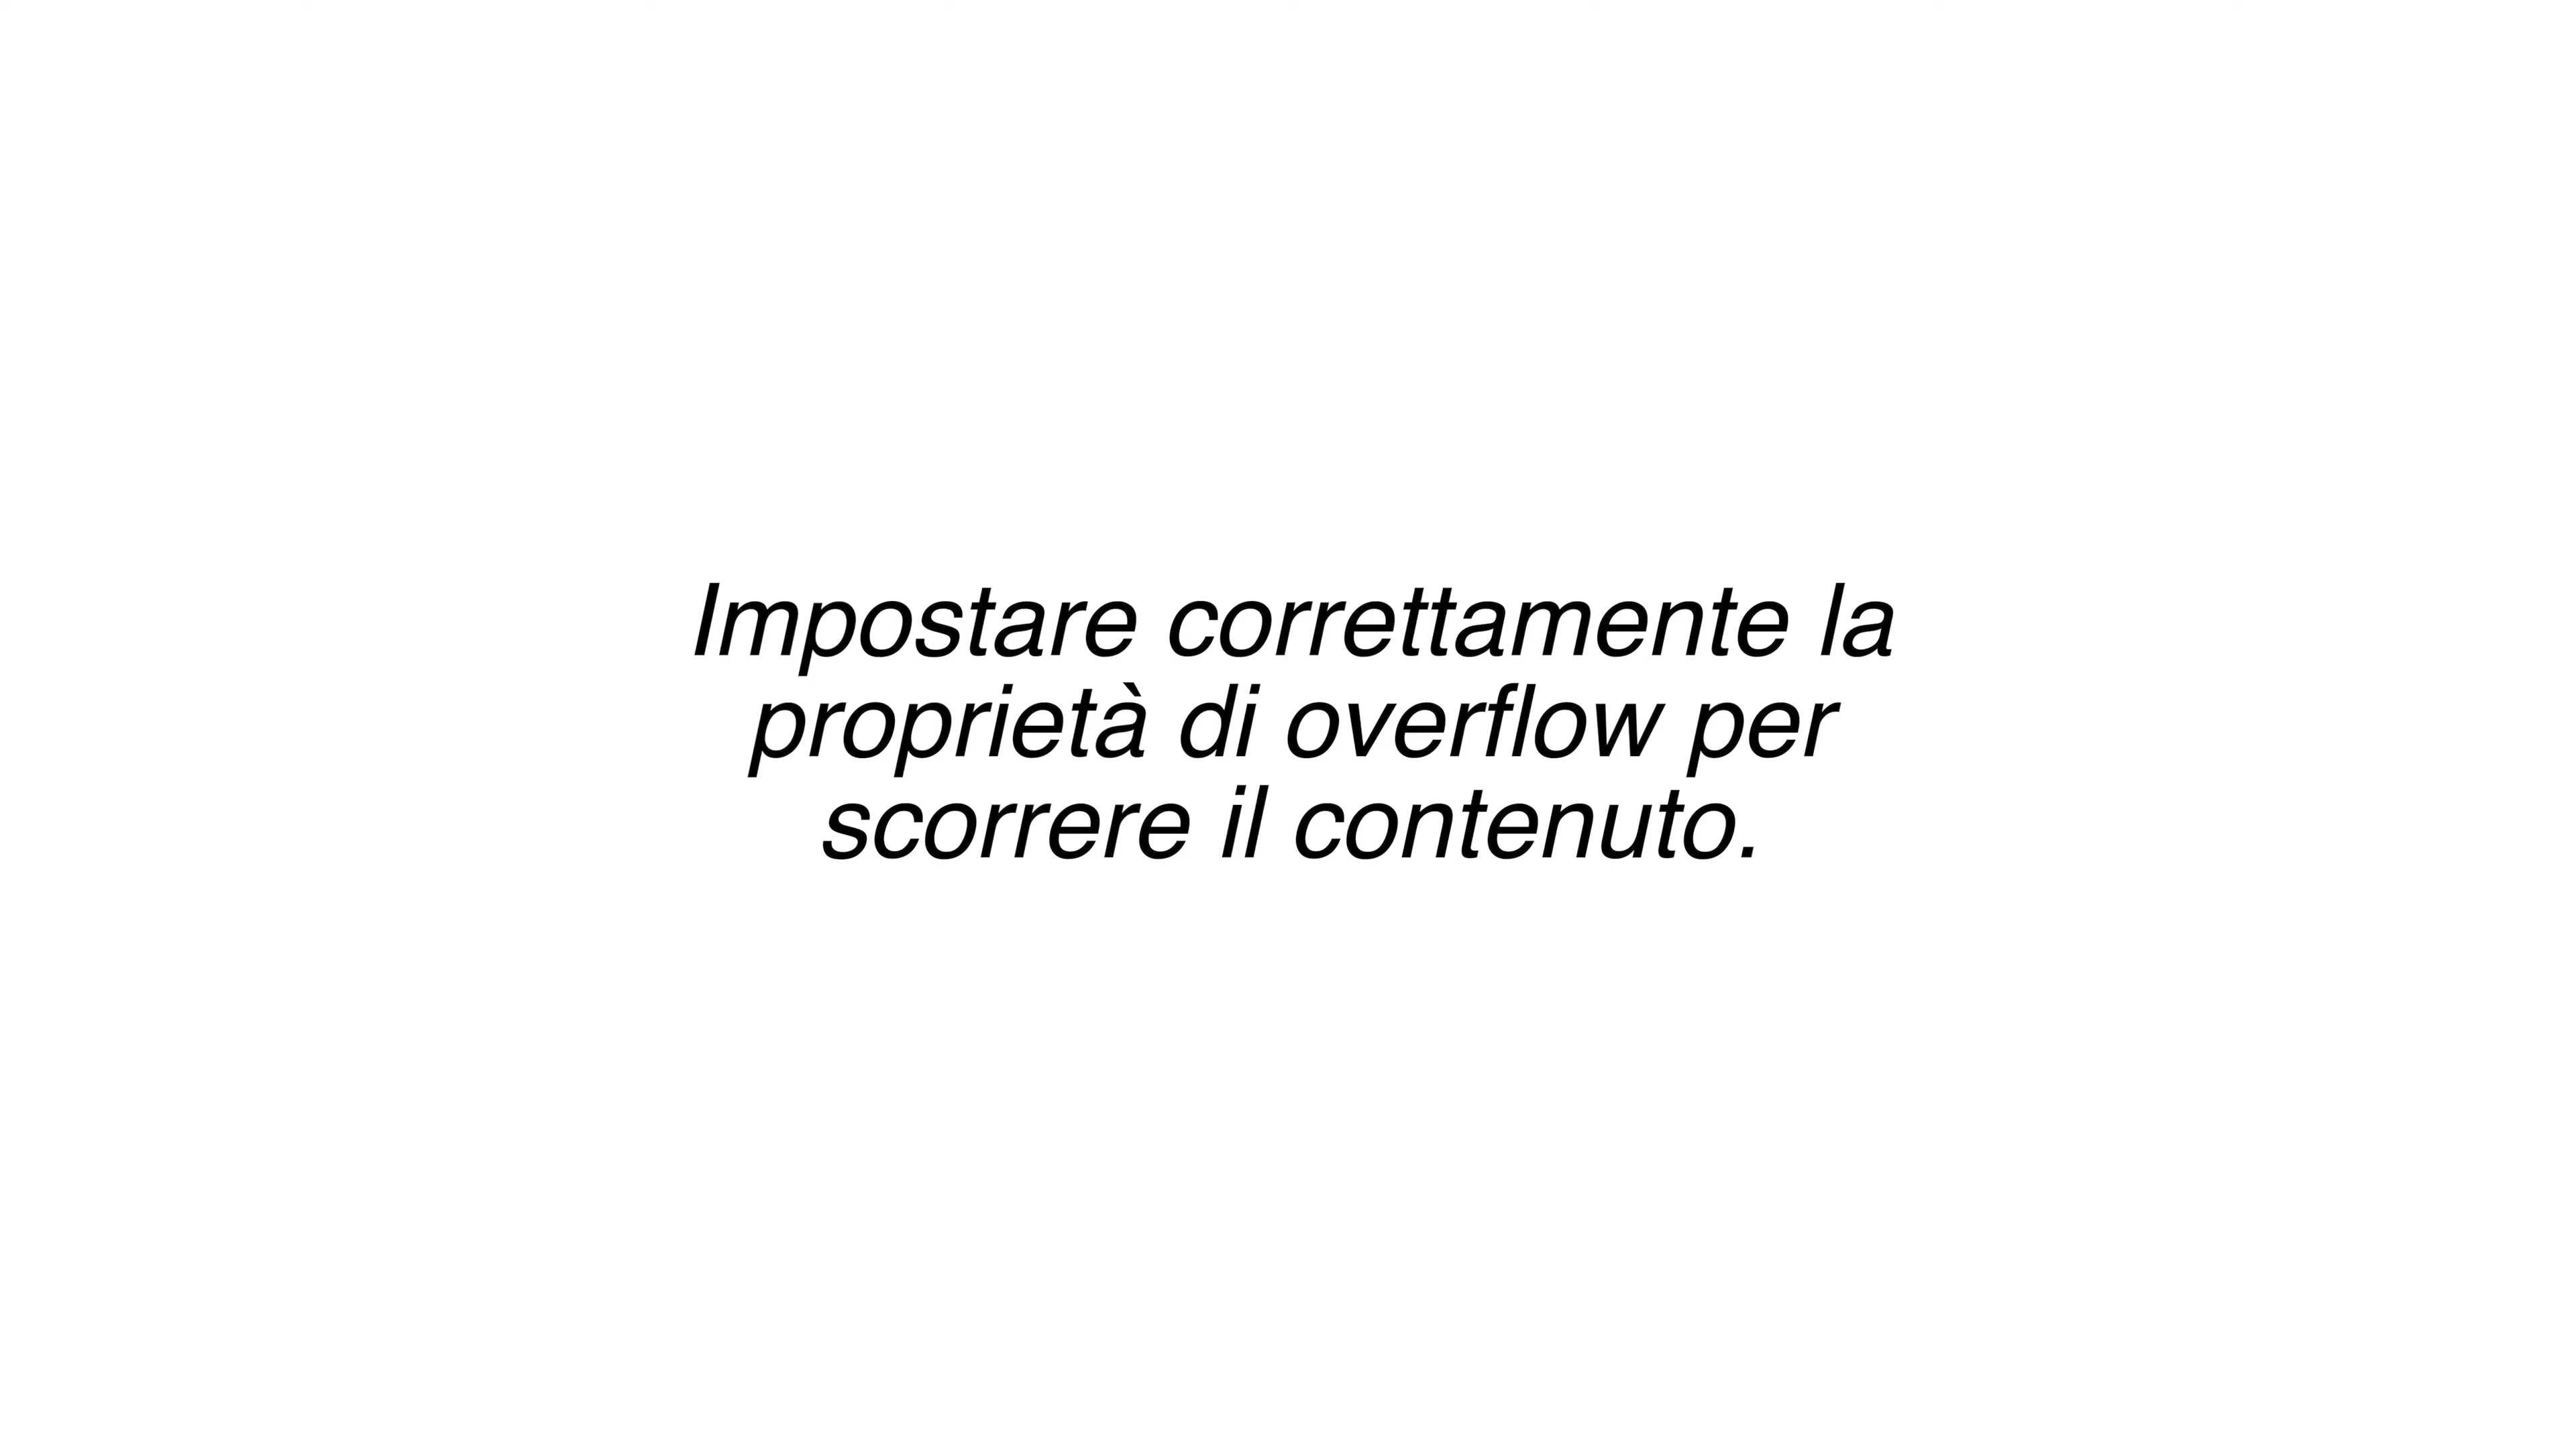 Impostare correttamente la
proprietà di overflow per
scorrere il contenuto.